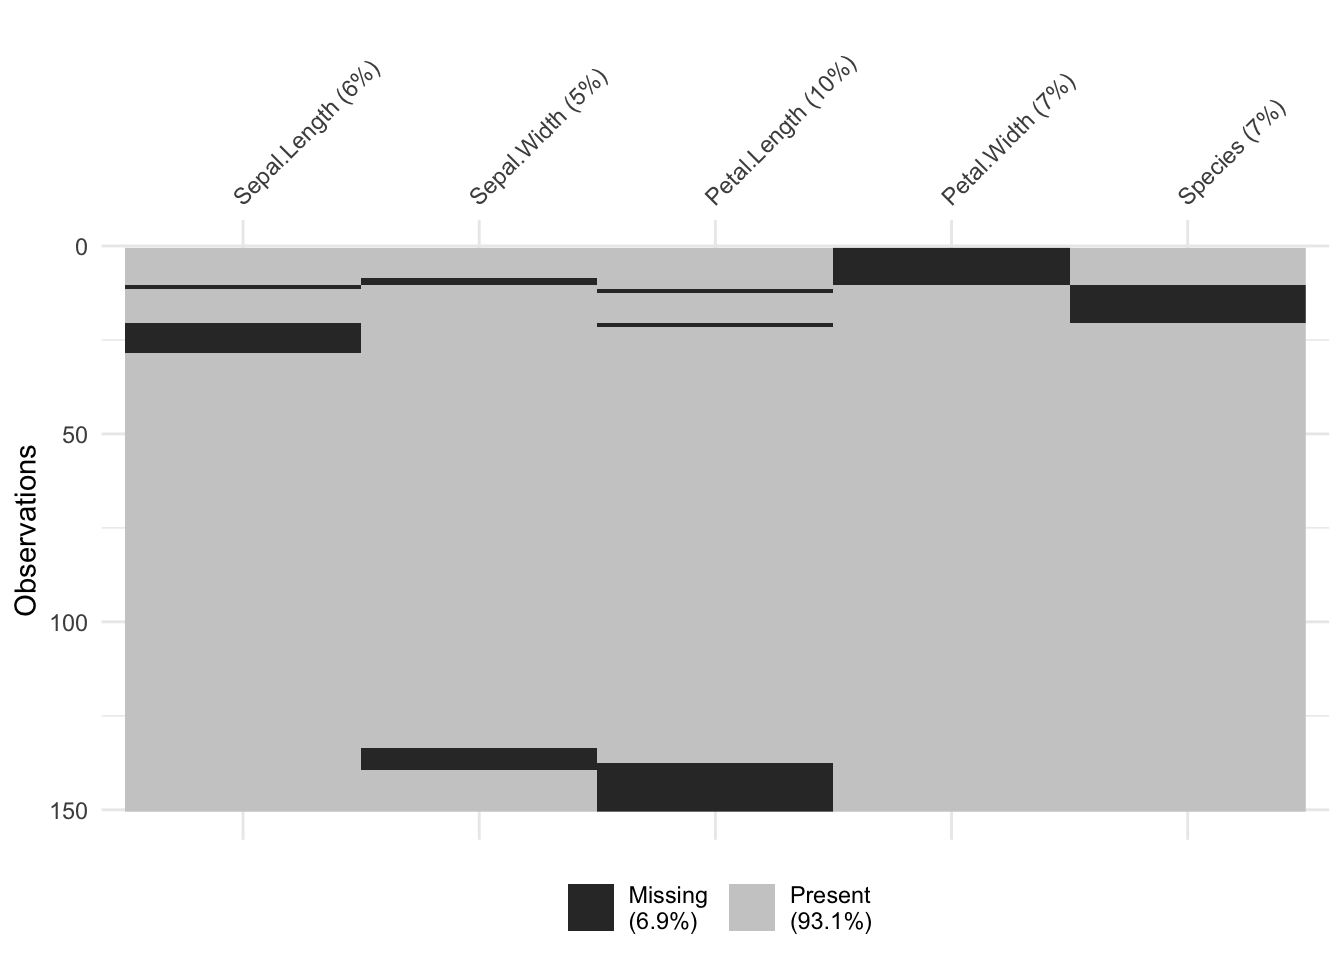 Sepal.Length (6%)
Sepal.Width (5%)
Petal.Length (10%)
Petal.Width (7%)
Species (7%)
0
50
100
150
Observations
Missing
(6.9%)
Present
(93.1%)